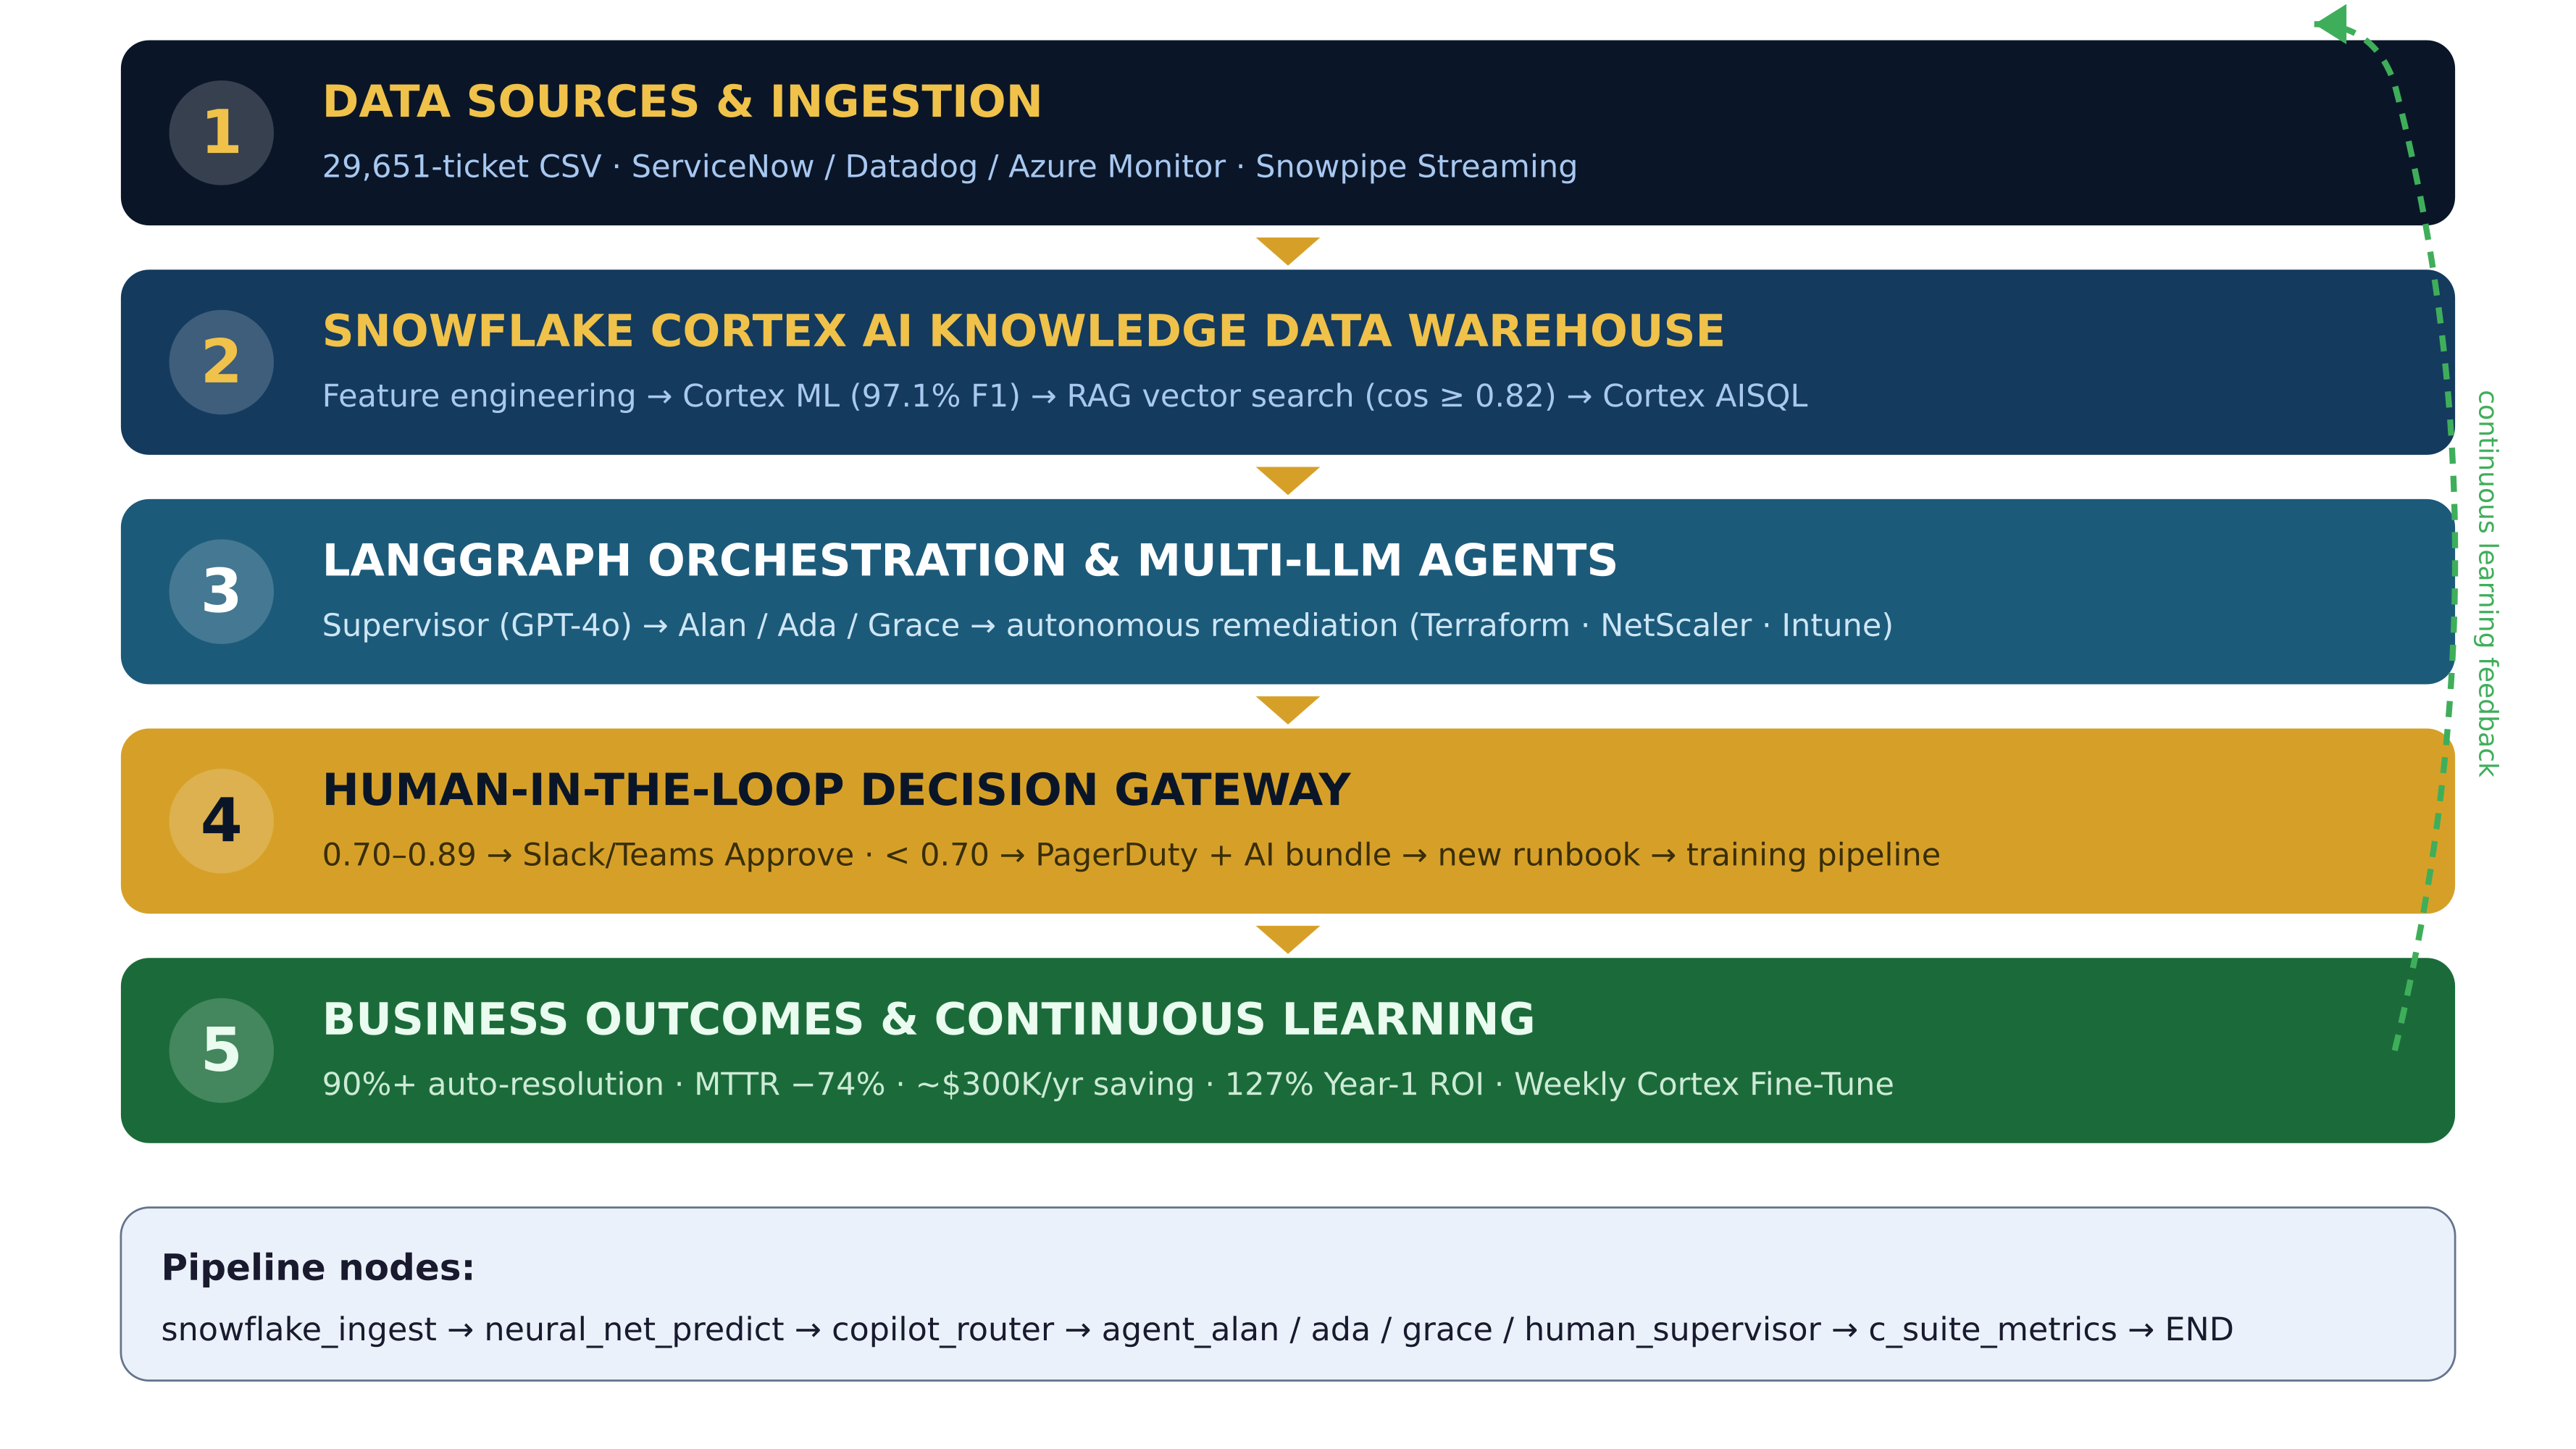 1
DATA SOURCES & INGESTION
29,651-ticket CSV · ServiceNow / Datadog / Azure Monitor · Snowpipe Streaming
2
SNOWFLAKE CORTEX AI KNOWLEDGE DATA WAREHOUSE
Feature engineering → Cortex ML (97.1% F1) → RAG vector search (cos ≥ 0.82) → Cortex AISQL
3
LANGGRAPH ORCHESTRATION & MULTI-LLM AGENTS
Supervisor (GPT-4o) → Alan / Ada / Grace → autonomous remediation (Terraform · NetScaler · Intune)
4
HUMAN-IN-THE-LOOP DECISION GATEWAY
0.70–0.89 → Slack/Teams Approve · < 0.70 → PagerDuty + AI bundle → new runbook → training pipeline
5
BUSINESS OUTCOMES & CONTINUOUS LEARNING
90%+ auto-resolution · MTTR −74% · ~$300K/yr saving · 127% Year-1 ROI · Weekly Cortex Fine-Tune
continuous learning feedback
Pipeline nodes:
snowflake_ingest → neural_net_predict → copilot_router → agent_alan / ada / grace / human_supervisor → c_suite_metrics → END